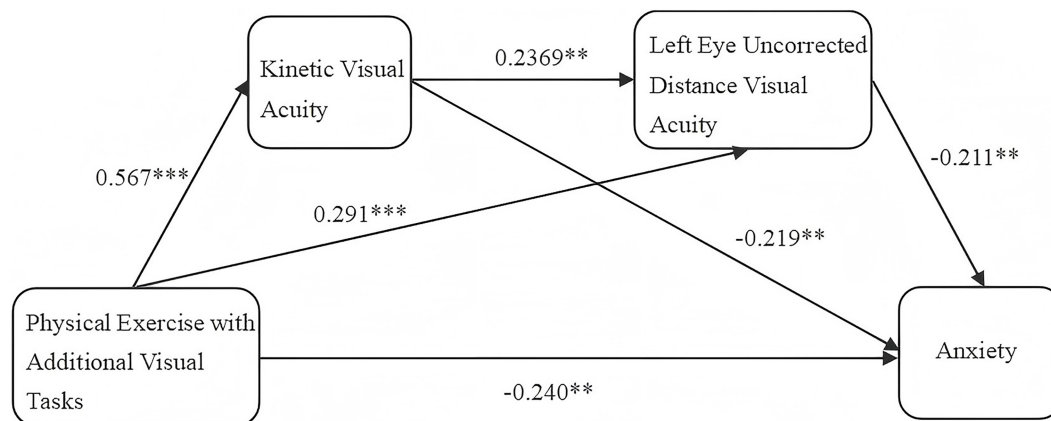 Kinetic Visual
Acuity
0.2369**
Left Eye Uncorrected
Distance Visual
Acuity
0.567***
0.291***
-0.219**
-0.211**
Physical Exercise with
Additional Visual
Tasks
-0.240**
Anxiety